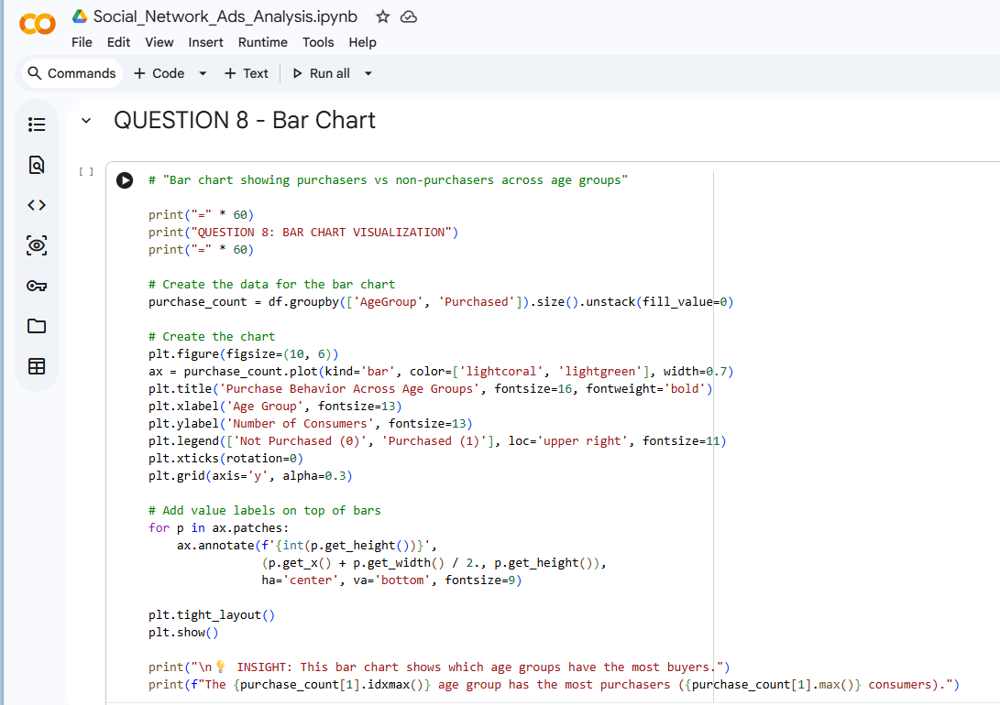 Social_Network_Ads_Analysis.ipynb
File Edit View Insert Runtime Tools Help
Commands + Code + Text Run all
QUESTION 8 - Bar Chart
[ ]
# "Bar chart showing purchasers vs non-purchasers across age groups"
print("=" * 60)
print("QUESTION 8: BAR CHART VISUALIZATION")
print("=" * 60)
# Create the data for the bar chart
purchase_count = df.groupby(['AgeGroup', 'Purchased']).size().unstack(fill_value=0)
# Create the chart
plt.figure(figsize=(10, 6))
ax = purchase_count.plot(kind='bar', color=['lightcoral', 'lightgreen'], width=0.7)
plt.title('Purchase Behavior Across Age Groups', fontsize=16, fontweight='bold')
plt.xlabel('Age Group', fontsize=13)
plt.ylabel('Number of Consumers', fontsize=13)
plt.legend(['Not Purchased (0)', 'Purchased (1)'], loc='upper right', fontsize=11)
plt.xticks(rotation=0)
plt.grid(axis='y', alpha=0.3)
# Add value labels on top of bars
for p in ax.patches:
    ax.annotate(f'{int(p.get_height())}',
                (p.get_x() + p.get_width() / 2., p.get_height()),
                ha='center', va='bottom', fontsize=9)
plt.tight_layout()
plt.show()
print("\n💡 INSIGHT: This bar chart shows which age groups have the most buyers.")
print(f"The {purchase_count[1].idxmax()} age group has the most purchasers ({purchase_count[1].max()} consumers).")